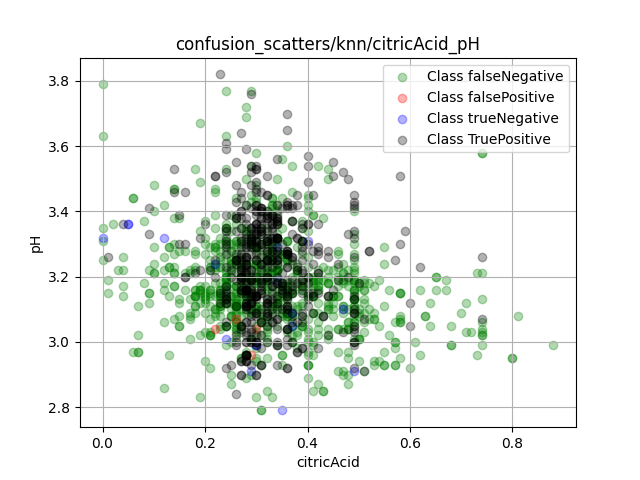 confusion_scatters/knn/citricAcid_pH
Class falseNegative
Class falsePositive
Class trueNegative
Class TruePositive
3.8
3.6
3.4
3.2
3.0
2.8
pH
0.0 0.2 0.4 0.6 0.8
citricAcid